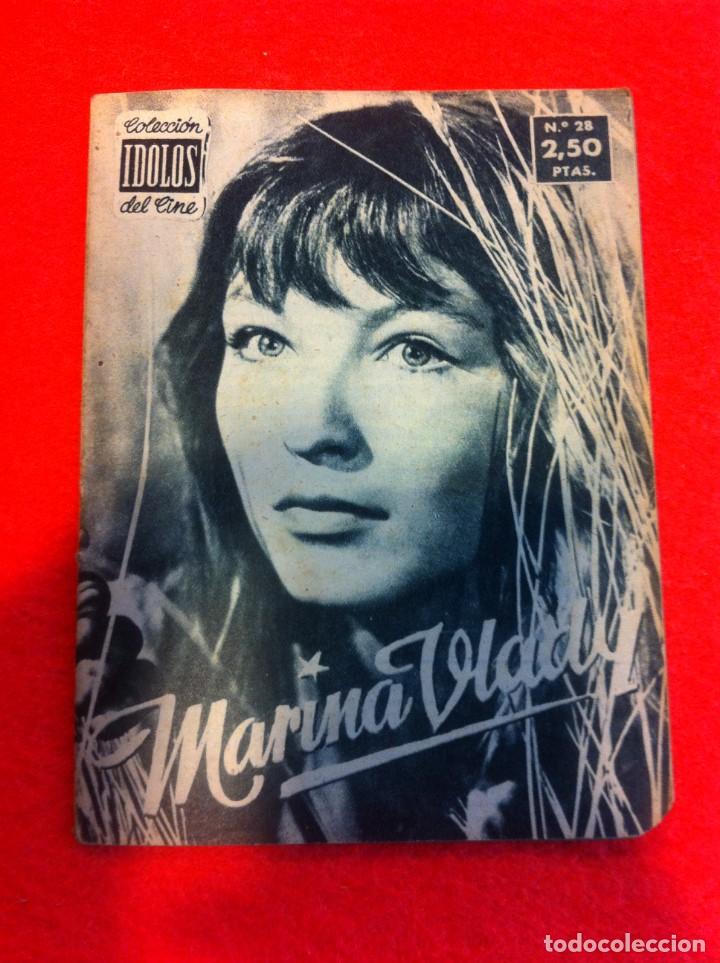 Colección
IDOLOS
del Cine
N.º 28
2,50
PTAS.
Marina Vlady
todocoleccion